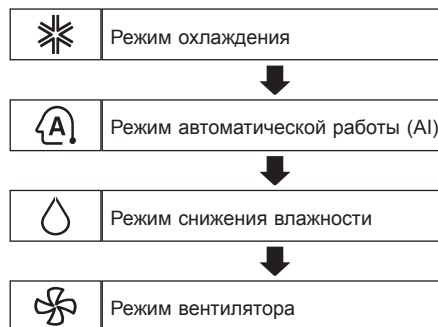 Режим охлаждения
A
Режим автоматической работы (AI)
Режим снижения влажности
Режим вентилятора